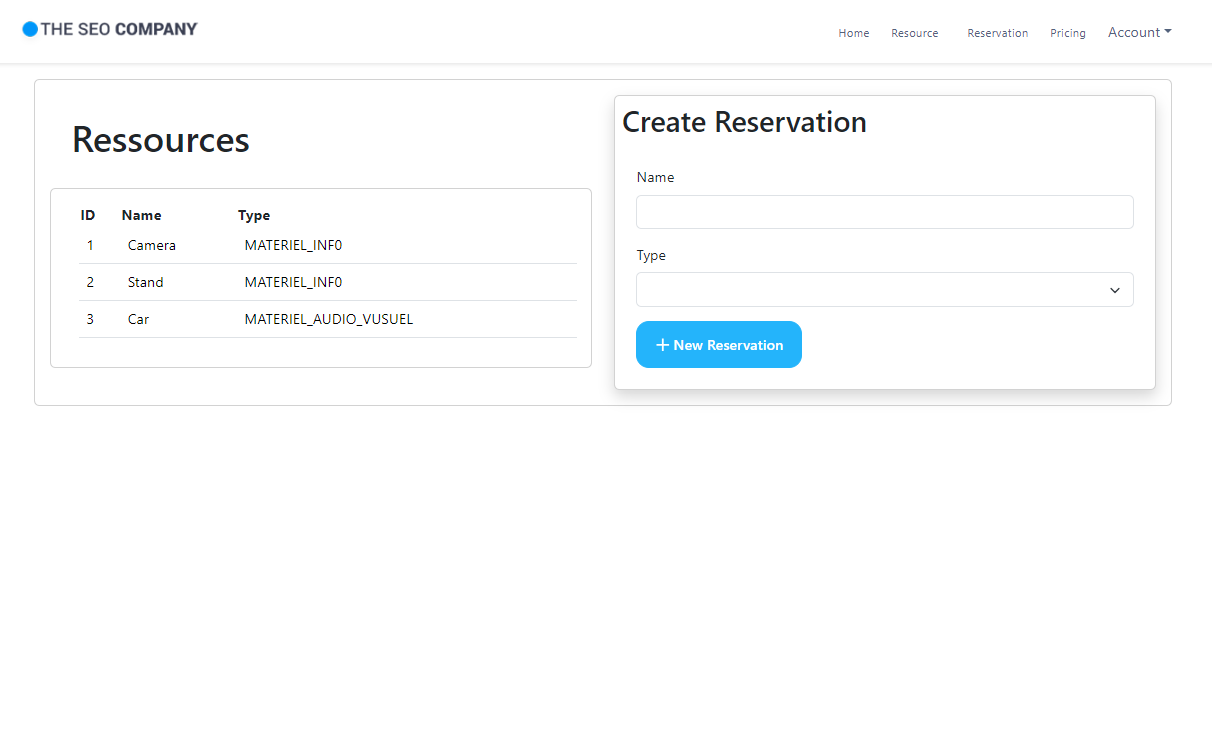 THE SEO COMPANY
Home Resource Reservation Pricing Account
Ressources
ID Name Type
1 Camera MATERIEL_INF0
2 Stand MATERIEL_INF0
3 Car MATERIEL_AUDIO_VUSUEL
Create Reservation
Name
Type
+ New Reservation